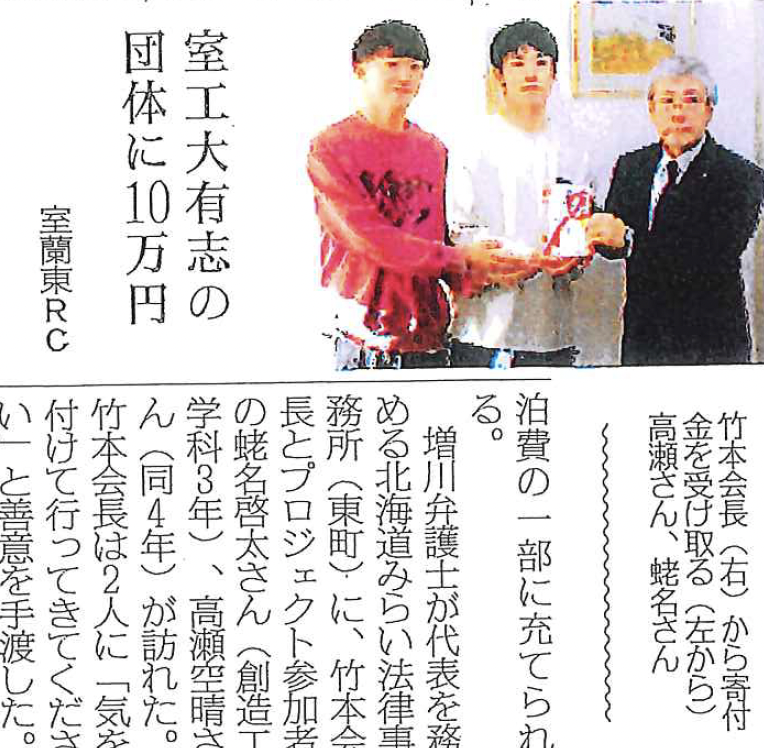 室工大有志の
団体に10万円
室蘭東RC
竹本会長（右）から寄付
金を受け取る（左から）
高瀬さん、蛯名さん
泊費の一部に充てられ
る。
増川弁護士が代表を務
める北海道みらい法律事
務所（東町）に、竹本会
長とプロジェクト参加者
の蛯名啓太さん（創造工
学科3年）、高瀬空晴さ
ん（同4年）が訪れた。
竹本会長は2人に「気を
付けて行ってきてくださ
い」と善意を手渡した。